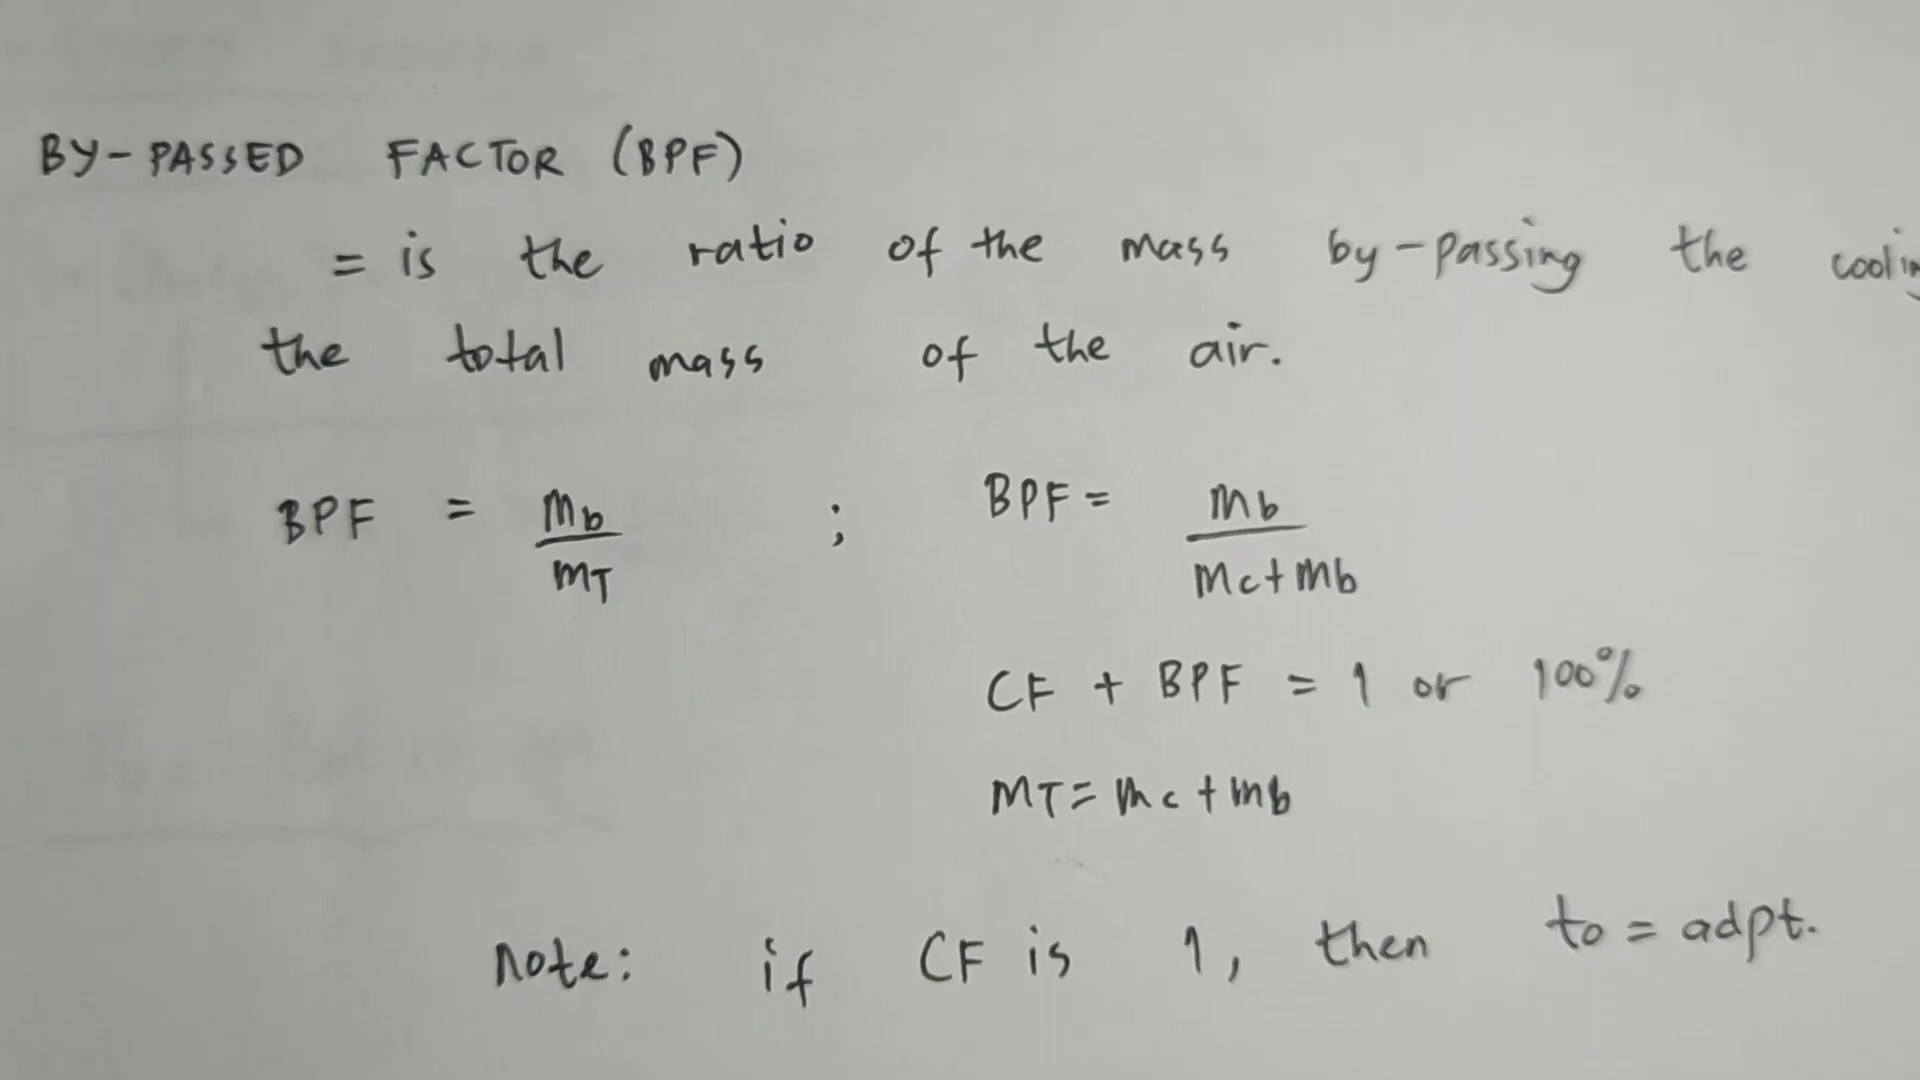 BY-PASSED FACTOR (BPF)
= is the ratio of the mass by-passing the
the total mass of the air.
BPF = mb/mT ; BPF = mb/mc+mb
CF + BPF = 1 or 100%
mT = mc + mb
Note: if CF is 1, then to = adpt.